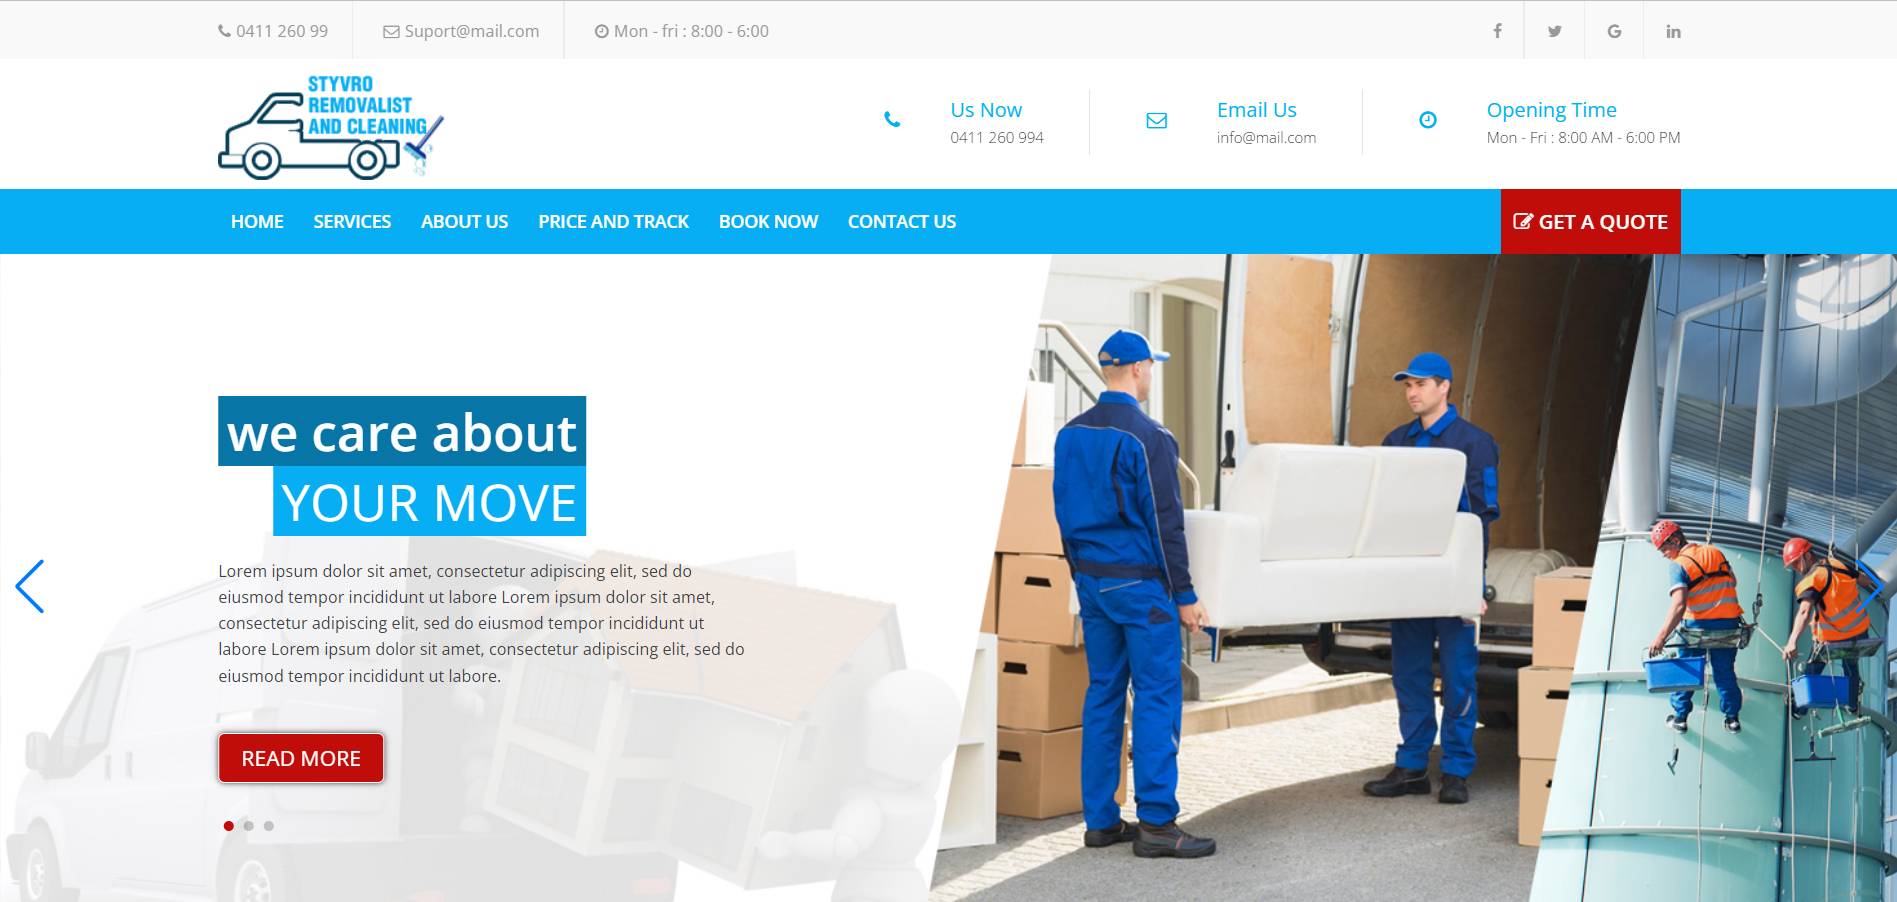 0411 260 99
Suport@mail.com
Mon - fri : 8:00 - 6:00
STYVRO
REMOVALIST
AND CLEANING
Us Now
0411 260 994
Email Us
info@mail.com
Opening Time
Mon - Fri : 8:00 AM - 6:00 PM
HOME SERVICES ABOUT US PRICE AND TRACK BOOK NOW CONTACT US
GET A QUOTE
we care about
YOUR MOVE
Lorem ipsum dolor sit amet, consectetur adipiscing elit, sed do
eiusmod tempor incididunt ut labore Lorem ipsum dolor sit amet,
consectetur adipiscing elit, sed do eiusmod tempor incididunt ut
labore Lorem ipsum dolor sit amet, consectetur adipiscing elit, sed do
eiusmod tempor incididunt ut labore.
READ MORE